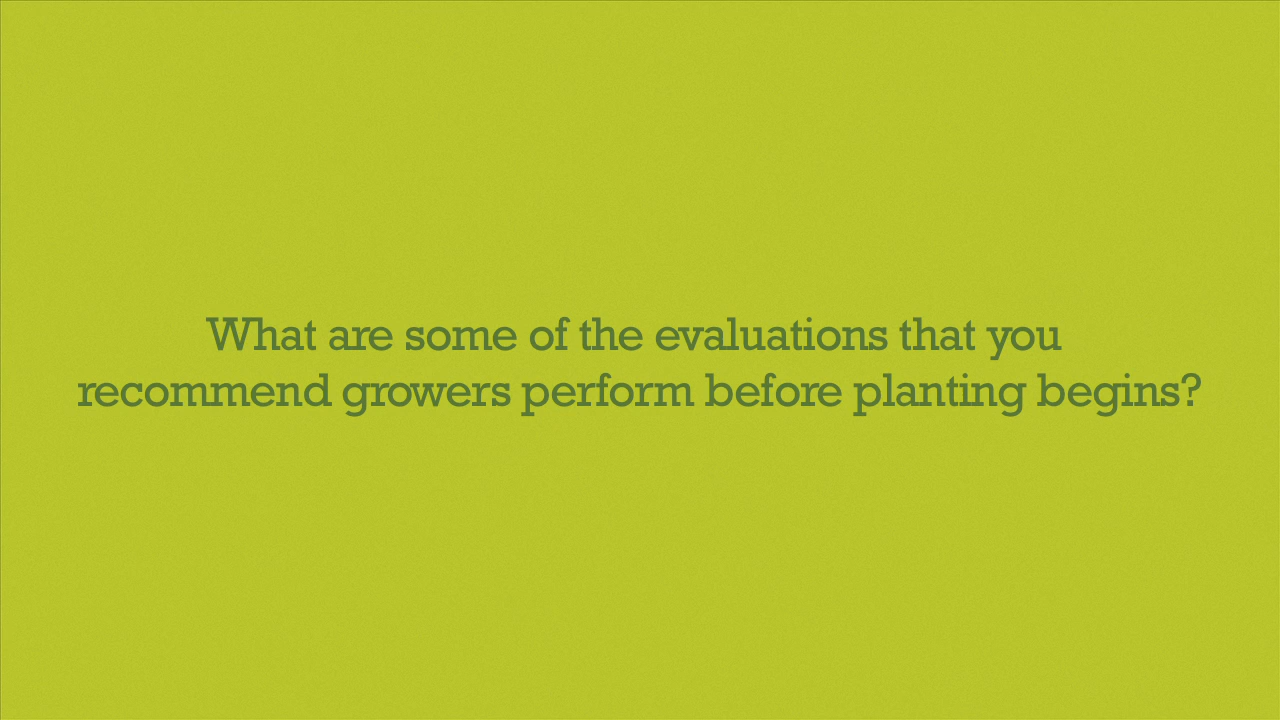 What are some of the evaluations that you
recommend growers perform before planting begins?